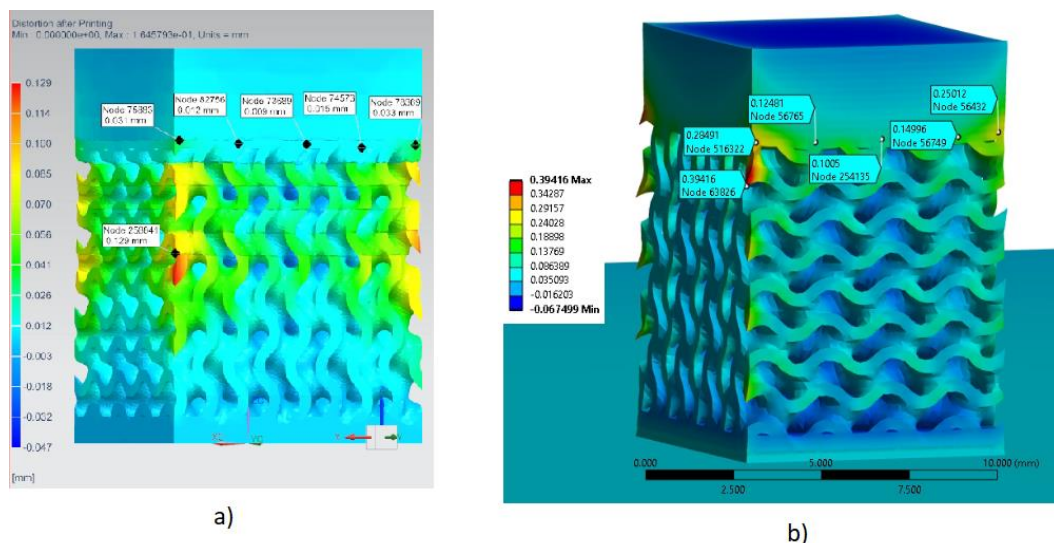 Distortion after Printing
Min : 0.000000e+00, Max : 1.645793e-01, Units = mm
0.129
0.114
0.100
0.085
0.070
0.056
0.041
0.026
0.012
-0.003
-0.018
-0.032
-0.047
[mm]
Node 75883
0.031 mm
Node 82756
0.012 mm
0.009 mm
Node 74573
0.015 mm
Node 78309
0.033 mm
0.129 mm
a)
0.39416 Max
0.34287
0.29157
0.24028
0.18898
0.13769
0.086389
0.035093
-0.016203
-0.067499 Min
0.12481
Node 56765
0.25012
Node 56432
0.28491
Node 516322
0.14996
Node 56749
0.1005
Node 254135
0.39416
Node 63826
0.000
5.000
10.000 (mm)
2.500
7.500
b)